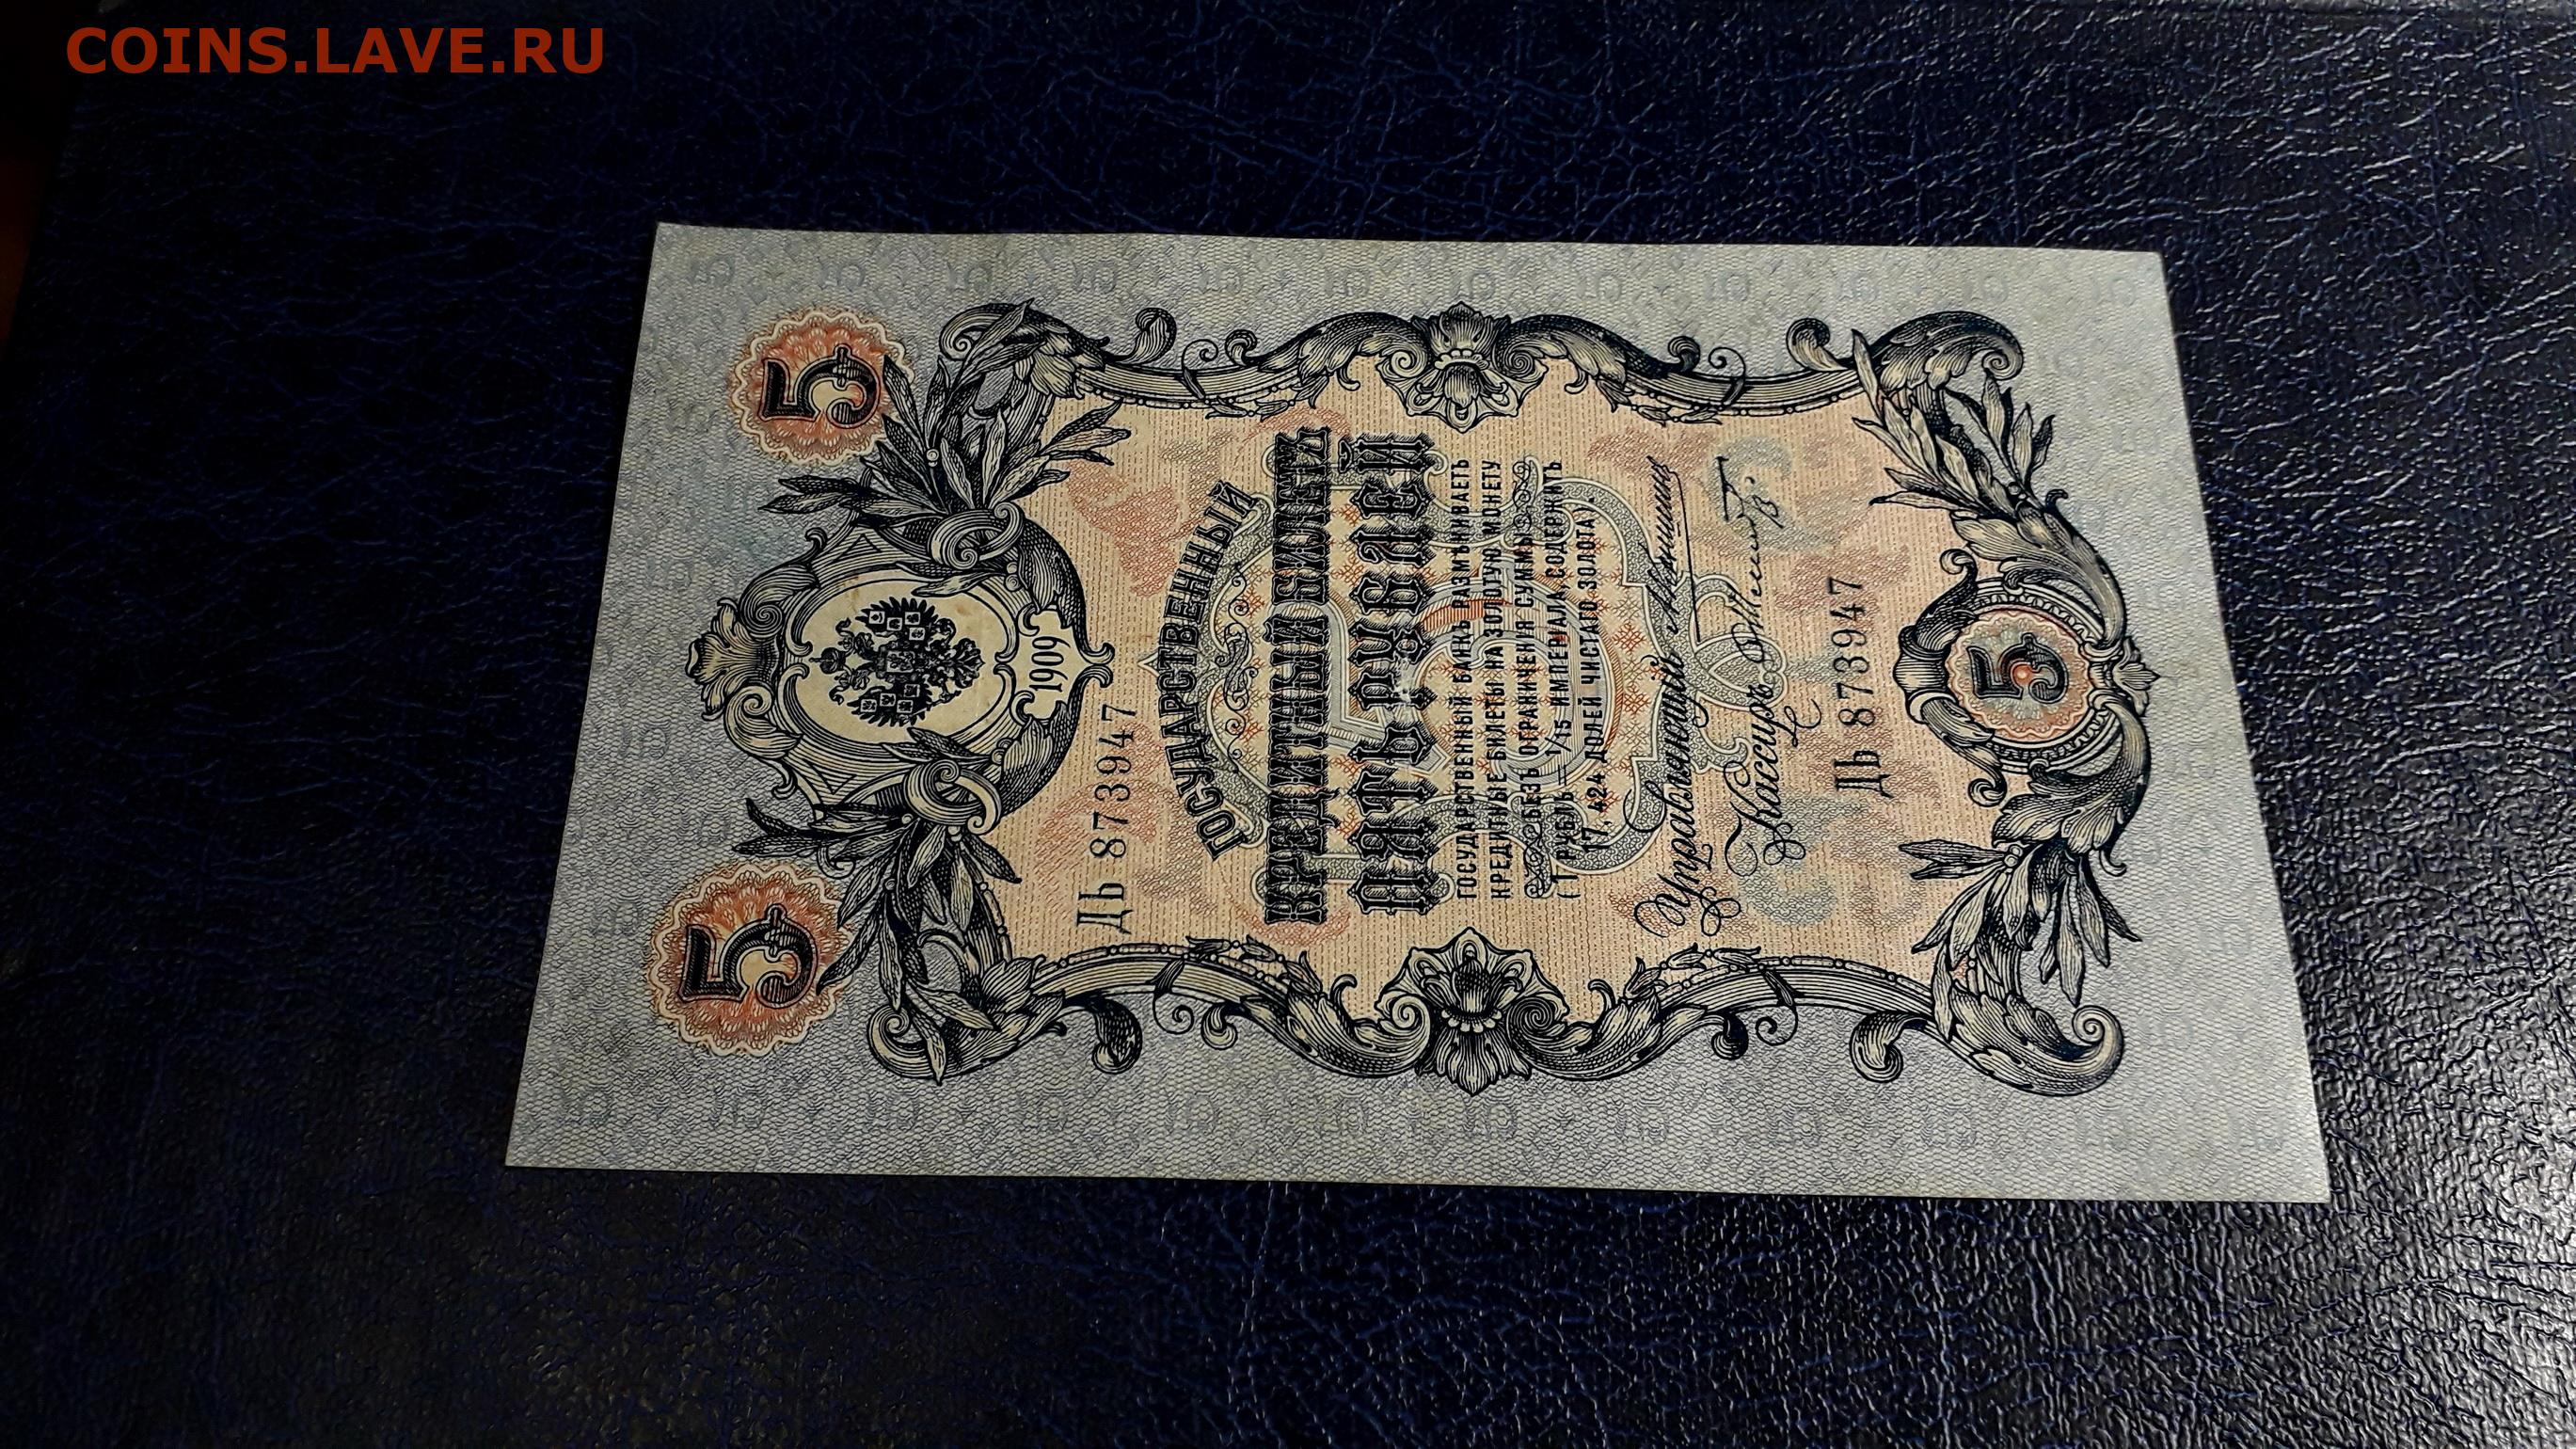 COINS.LAVE.RU
5
5
1909
ДЬ 873947
ГОСУДАРСТВЕННЫЙ
КРЕДИТНЫЙ БИЛЕТЪ
ПЯТЬ РУБЛЕЙ
ГОСУДАРСТВЕННЫЙ БАНКЪ РАЗМѢНИВАЕТЪ
КРЕДИТНЫЕ БИЛЕТЫ НА ЗОЛОТУЮ МОНЕТУ
БЕЗЪ ОГРАНИЧЕНІЯ СУММЫ
(1 РУБЛЬ = 1/15 ИМПЕРІАЛА, СОДЕРЖИТЪ
17,424 ДОЛЕЙ ЧИСТАГО ЗОЛОТА).
Управляющій
Кассиръ
ДЬ 873947
5